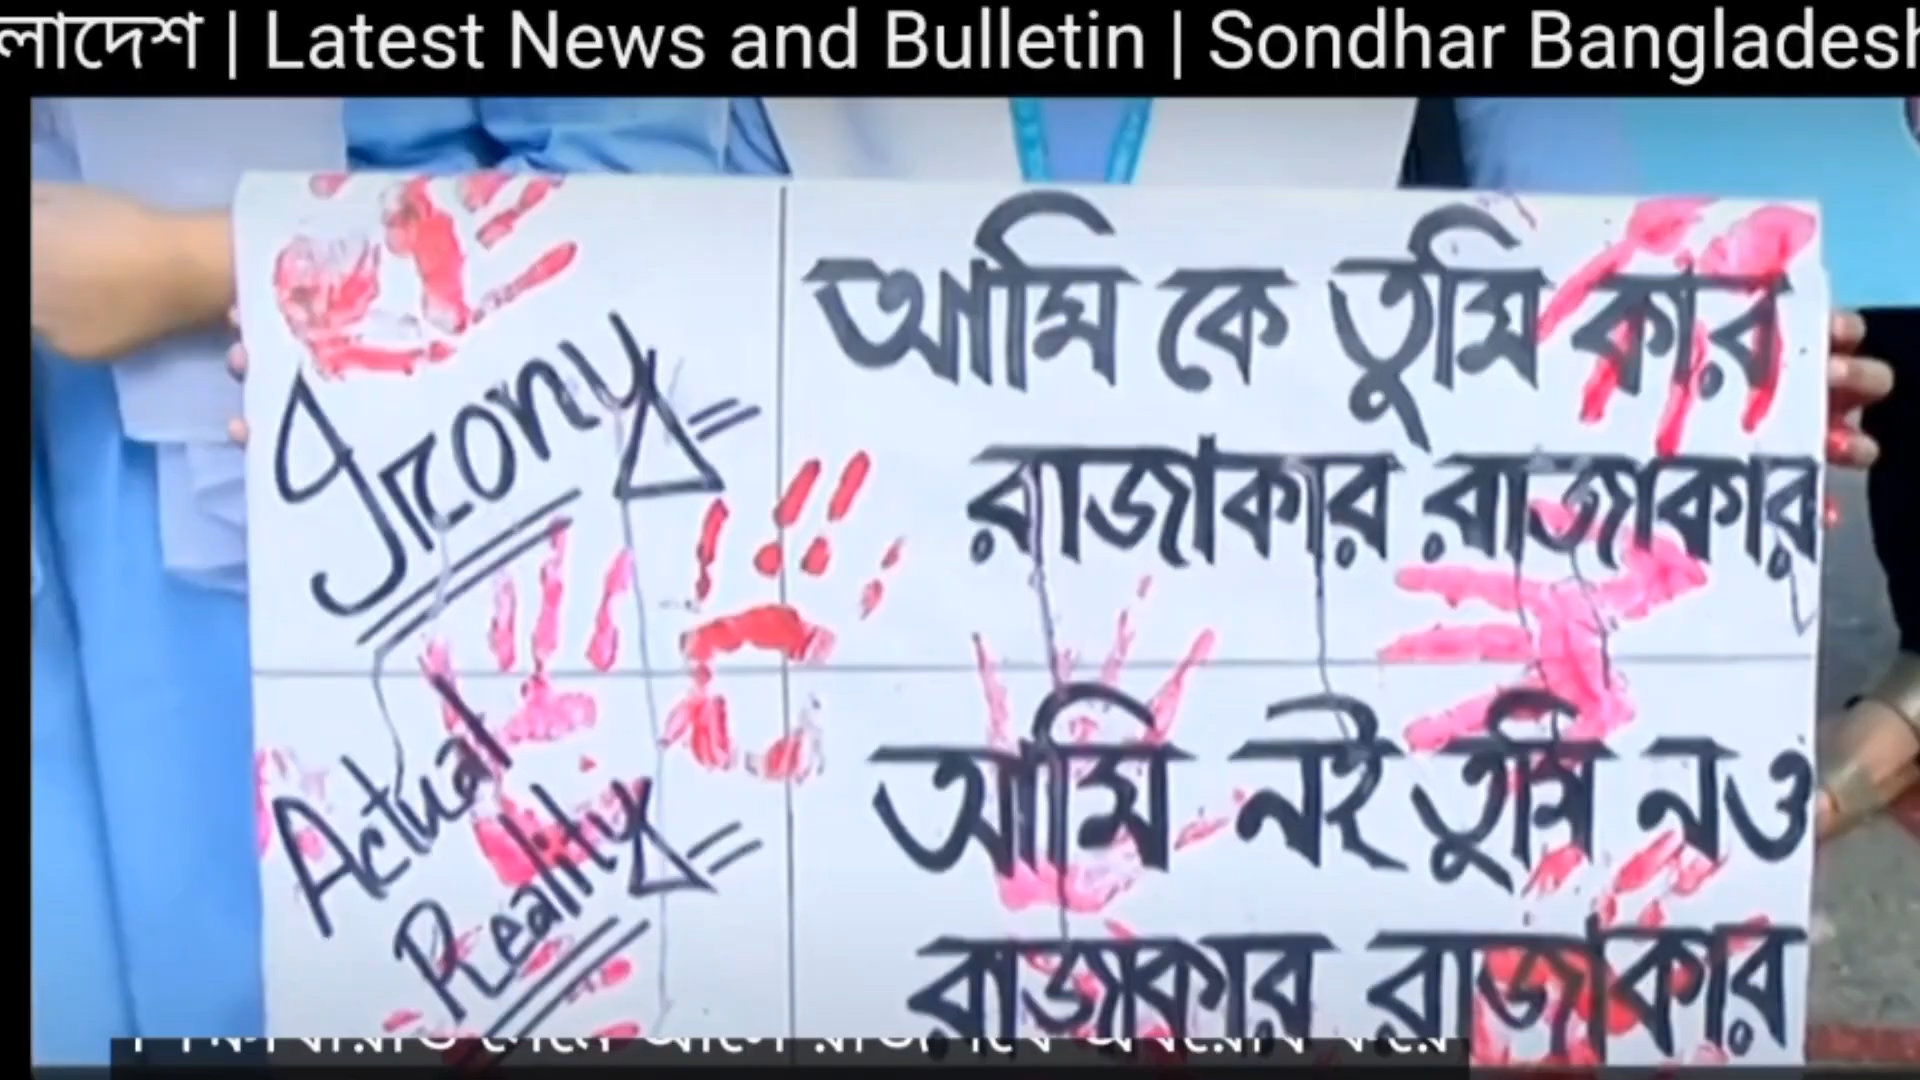 লাদেশ | Latest News and Bulletin | Sondhar Bangladesh
Irony
আমি কে তুমি কার
রাজাকার রাজাকার
Actual
Reality
আমি নই তুমি নও
রাজাকার রাজাকার